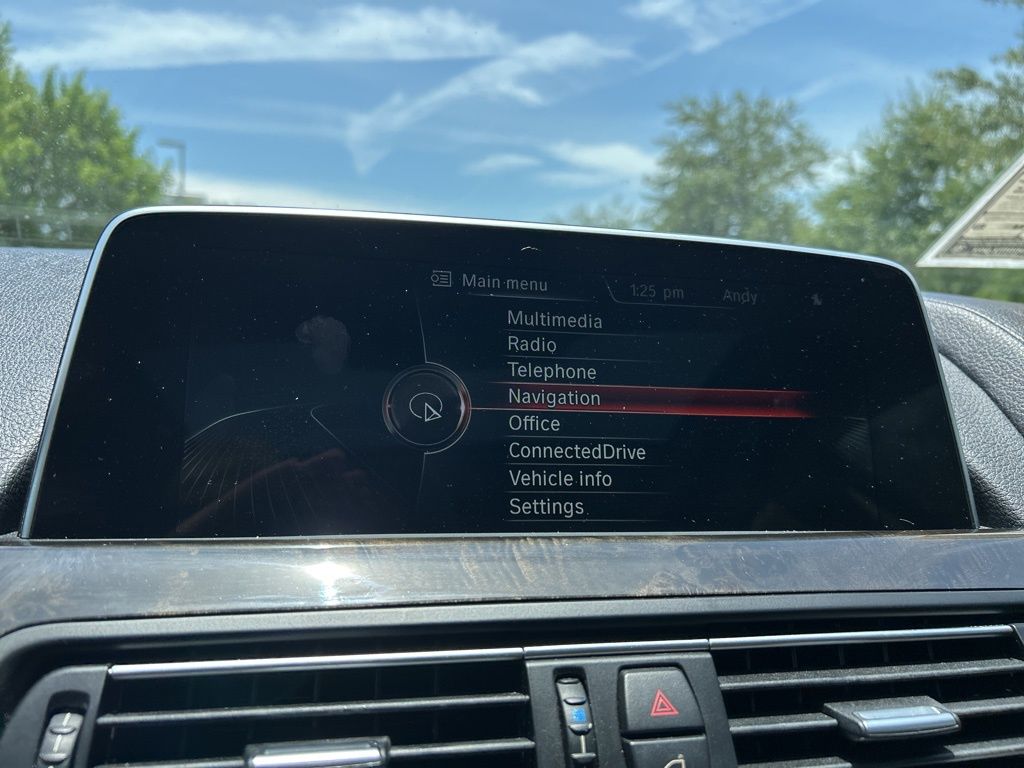 Main menu 1:25 pm Andy
Multimedia
Radio
Telephone
Navigation
Office
ConnectedDrive
Vehicle info
Settings